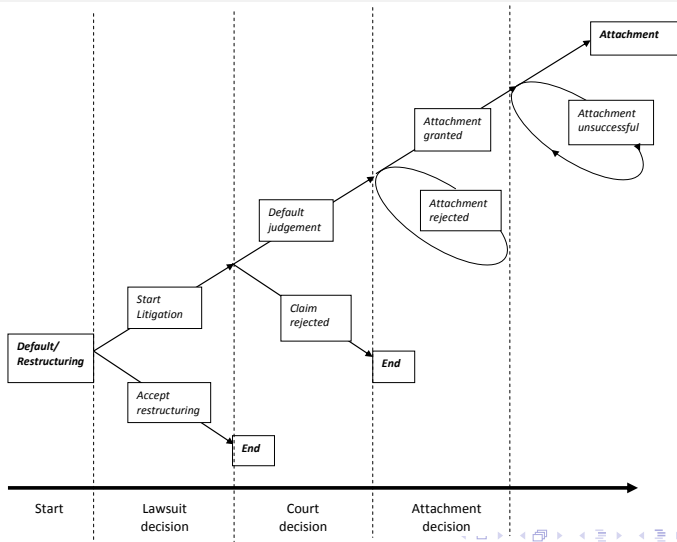 Attachment
Attachment
unsuccessful
Attachment
granted
Attachment
rejected
Default
judgement
Start
Litigation
Claim
rejected
Default/
Restructuring
End
Accept
restructuring
End
Start
Lawsuit
decision
Court
decision
Attachment
decision